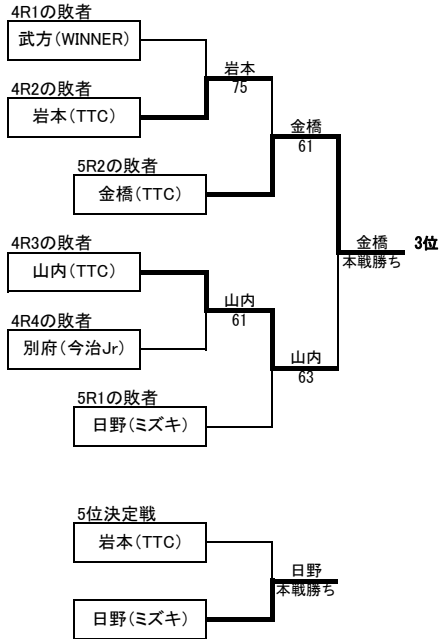 4R1の敗者
武方(WINNER)
岩本
75
4R2の敗者
岩本(TTC)
金橋
61
5R2の敗者
金橋(TTC)
金橋 3位
本戦勝ち
4R3の敗者
山内(TTC)
山内
61
4R4の敗者
別府(今治Jr)
山内
63
5R1の敗者
日野(ミズキ)
5位決定戦
岩本(TTC)
日野
本戦勝ち
日野(ミズキ)